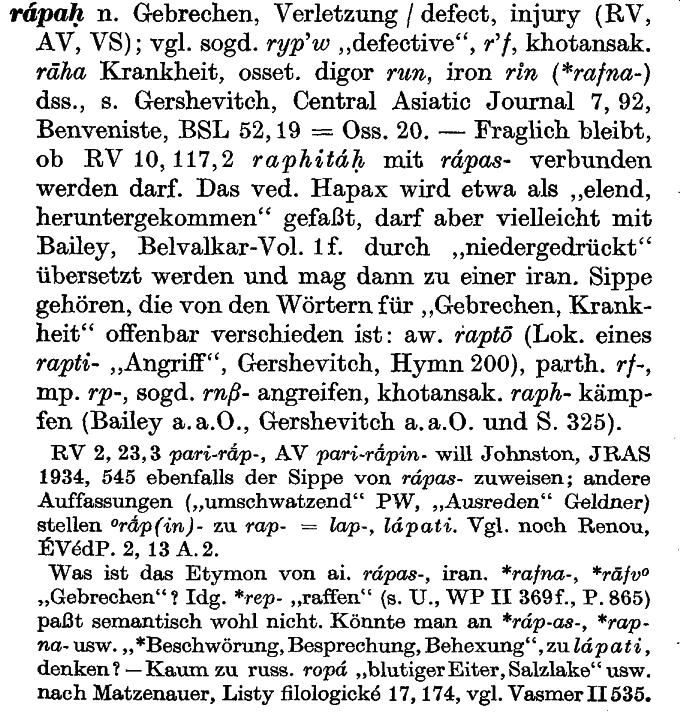 rápaḥ n. Gebrechen, Verletzung / defect, injury (RV,
AV, VS); vgl. sogd. ryp’w „defective“, r’f, khotansak.
rāha Krankheit, osset. digor run, iron rin (*rafna-)
dss., s. Gershevitch, Central Asiatic Journal 7, 92,
Benveniste, BSL 52, 19 = Oss. 20. — Fraglich bleibt,
ob RV 10, 117, 2 raphitáḥ mit rápas- verbunden
werden darf. Das ved. Hapax wird etwa als „elend,
heruntergekommen“ gefaßt, darf aber vielleicht mit
Bailey, Belvalkar-Vol. 1 f. durch „niedergedrückt“
übersetzt werden und mag dann zu einer iran. Sippe
gehören, die von den Wörtern für „Gebrechen, Krank-
heit“ offenbar verschieden ist: aw. raptō (Lok. eines
rapti- „Angriff“, Gershevitch, Hymn 200), parth. rf-,
mp. rp-, sogd. rnβ- angreifen, khotansak. raph- kämp-
fen (Bailey a. a. O., Gershevitch a. a. O. und S. 325).
RV 2, 23, 3 pari-rā́p-, AV pari-rā́pin- will Johnston, JRAS
1934, 545 ebenfalls der Sippe von rápas- zuweisen; andere
Auffassungen („umschwatzend“ PW, „Ausreden“ Geldner)
stellen °rā́p(in)- zu rap- = lap-, lápati. Vgl. noch Renou,
ÉVédP. 2, 13 A. 2.
Was ist das Etymon von ai. rápas-, iran. *rafna-, *rāfv°
„Gebrechen“? Idg. *rep- „raffen“ (s. U., WP II 369 f., P. 865)
paßt semantisch wohl nicht. Könnte man an *ráp-as-, *rap-
na- usw. „*Beschwörung, Besprechung, Behexung“, zu lápati,
denken? — Kaum zu russ. ropá „blutiger Eiter, Salzlake“ usw.
nach Matzenauer, Listy filologické 17, 174, vgl. Vasmer II 535.